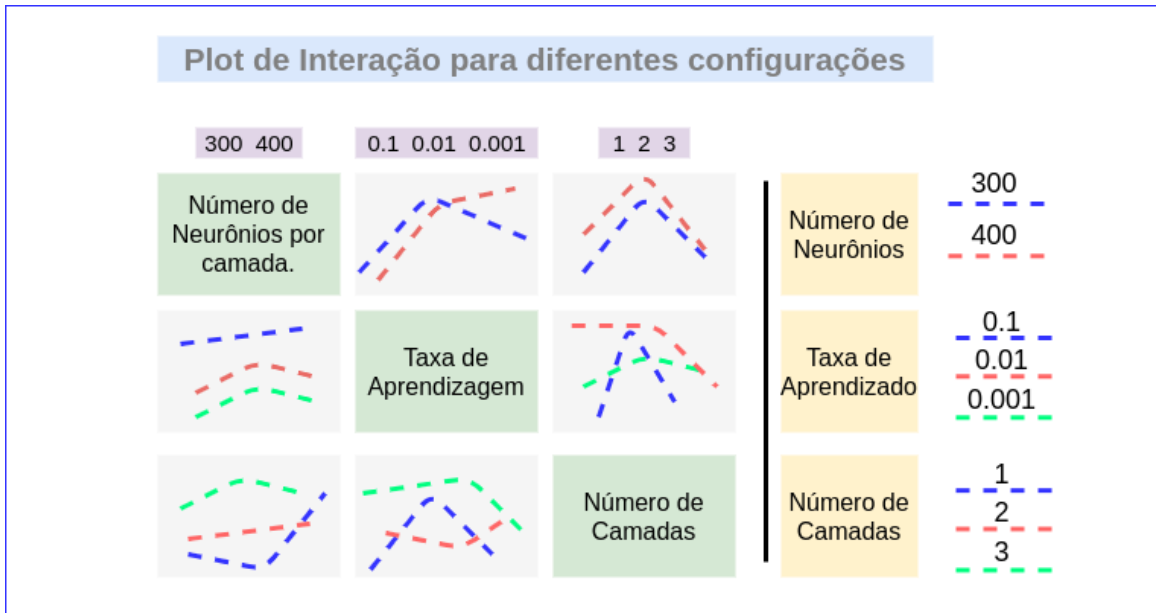 Plot de Interação para diferentes configurações
300 400
0.1 0.01 0.001
1 2 3
Número de
Neurônios por
camada.
Número de
Neurônios
300
400
Taxa de
Aprendizagem
Taxa de
Aprendizado
0.1
0.01
0.001
Número de
Camadas
Número de
Camadas
1
2
3